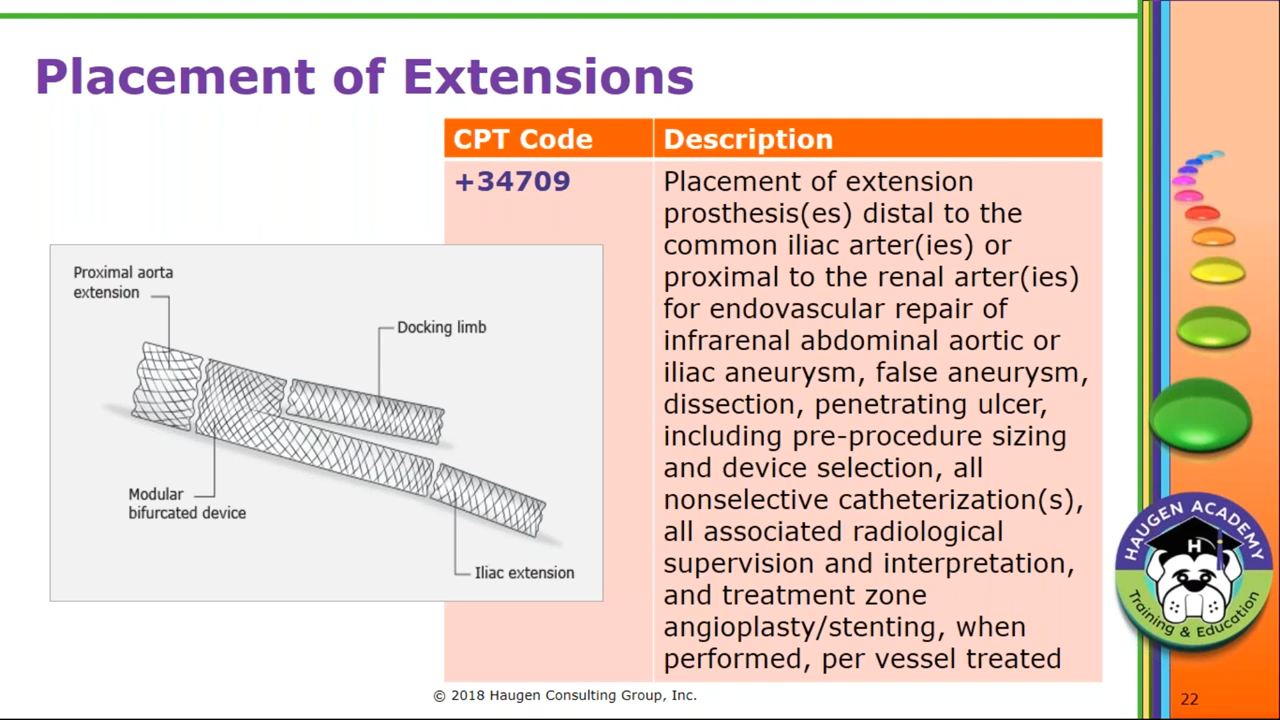 Placement of Extensions
CPT Code
Description
+34709
Placement of extension
prosthesis(es) distal to the
common iliac arter(ies) or
proximal to the renal arter(ies)
for endovascular repair of
infrarenal abdominal aortic or
iliac aneurysm, false aneurysm,
dissection, penetrating ulcer,
including pre-procedure sizing
and device selection, all
nonselective catheterization(s),
all associated radiological
supervision and interpretation,
and treatment zone
angioplasty/stenting, when
performed, per vessel treated
Proximal aorta
extension
Docking limb
Modular
bifurcated device
Iliac extension
HAUGEN ACADEMY
H
Training & Education
© 2018 Haugen Consulting Group, Inc.
22